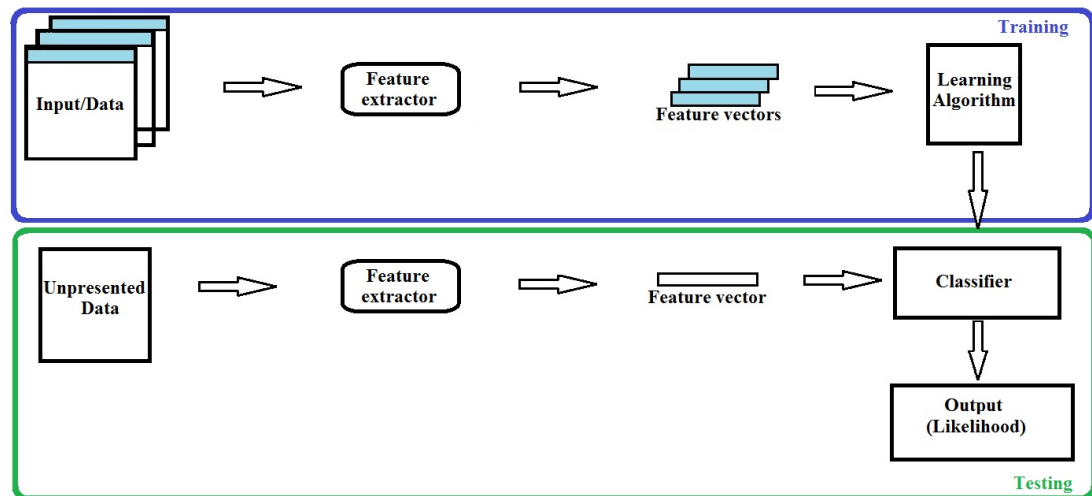 Training
Input/Data
Feature
extractor
Feature vectors
Learning
Algorithm
Unpresented
Data
Feature
extractor
Feature vector
Classifier
Output
(Likelihood)
Testing